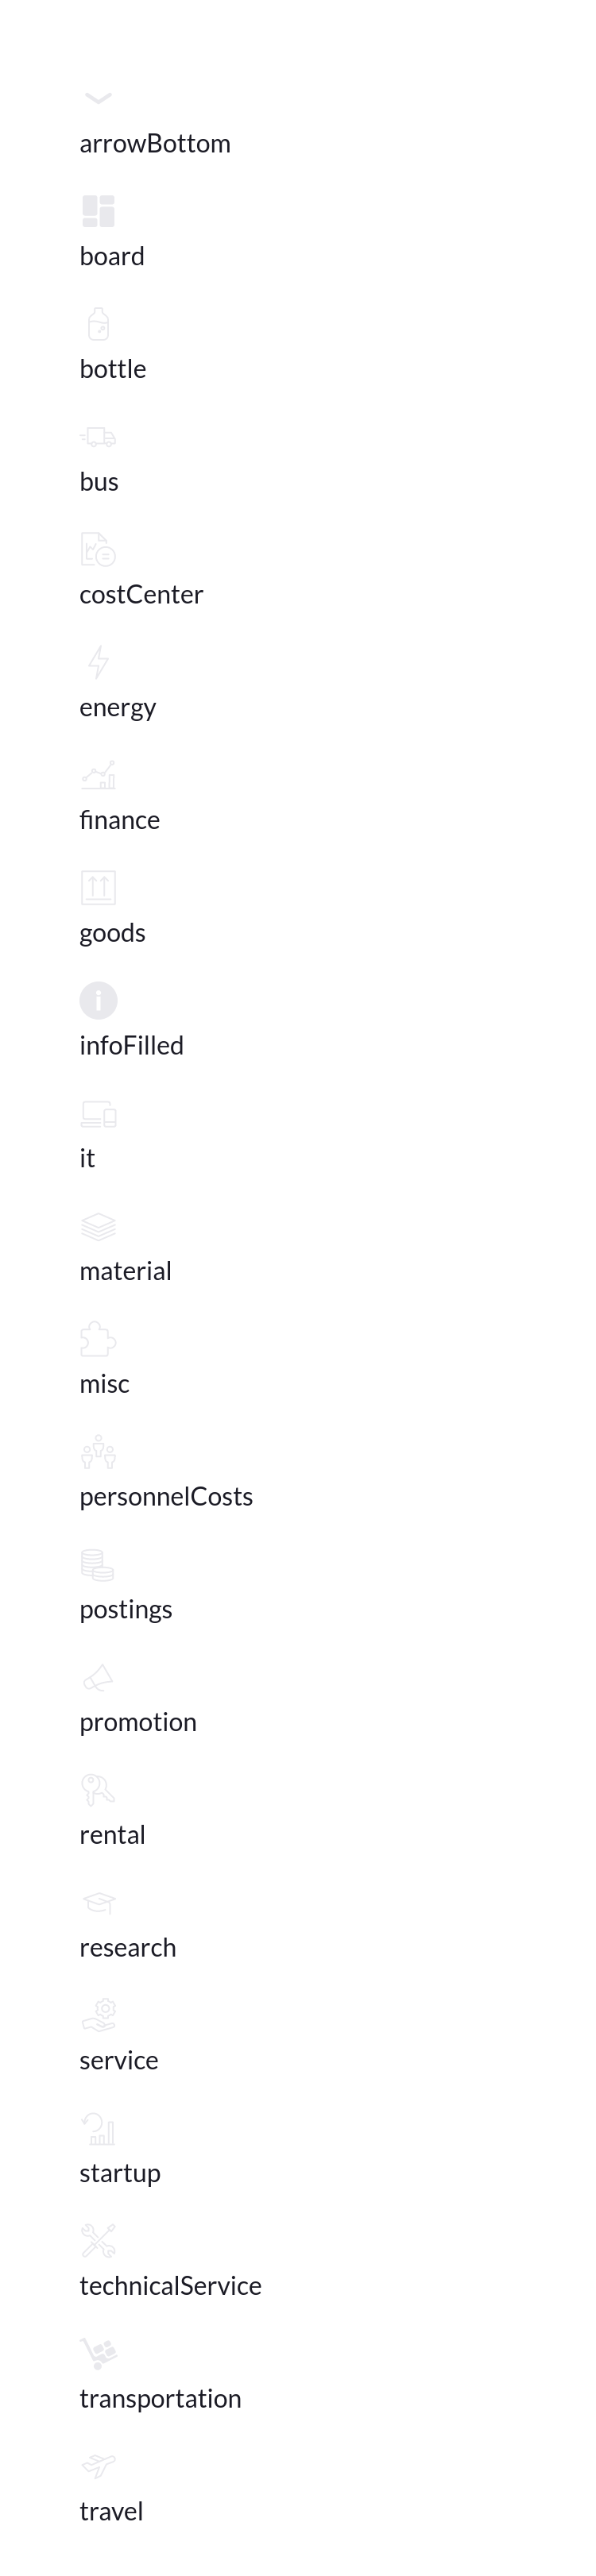 arrowBottom
board
bottle
bus
costCenter
energy
finance
goods
infoFilled
it
material
misc
personnelCosts
postings
promotion
rental
research
service
startup
technicalService
transportation
travel